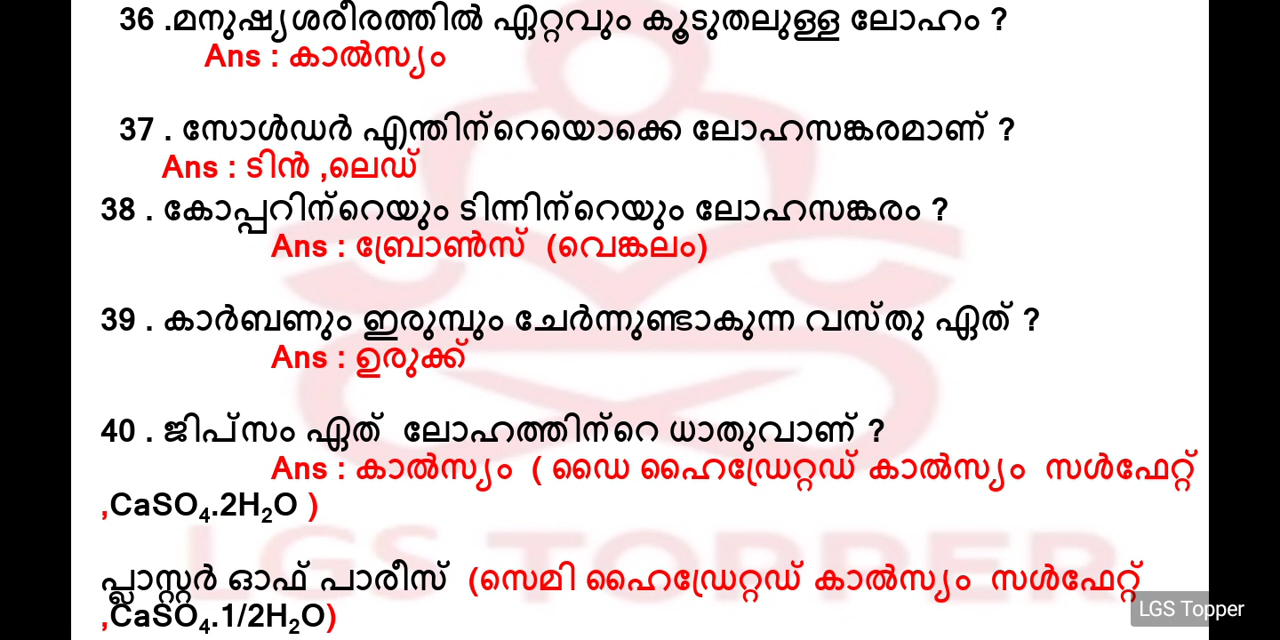 36 .മനുഷ്യശരീരത്തിൽ ഏറ്റവും കൂടുതലുള്ള ലോഹം ?
Ans : കാൽസ്യം
37 . സോൾഡർ എന്തിന്റെയൊക്കെ ലോഹസങ്കരമാണ് ?
Ans : ടിൻ ,ലെഡ്
38 . കോപ്പറിന്റെയും ടിന്നിന്റെയും ലോഹസങ്കരം ?
Ans : ബ്രോൺസ് (വെങ്കലം)
39 . കാർബണും ഇരുമ്പും ചേർന്നുണ്ടാകുന്ന വസ്തു ഏത് ?
Ans : ഉരുക്ക്
40 . ജിപ്സം ഏത് ലോഹത്തിന്റെ ധാതുവാണ് ?
Ans : കാൽസ്യം ( ഡൈ ഹൈഡ്രേറ്റഡ് കാൽസ്യം സൾഫേറ്റ്
,CaSO₄.2H₂O )
LGS TOPPER
പ്ലാസ്റ്റർ ഓഫ് പാരീസ് (സെമി ഹൈഡ്രേറ്റഡ് കാൽസ്യം സൾഫേറ്റ്
,CaSO₄.1/2H₂O)
LGS Topper